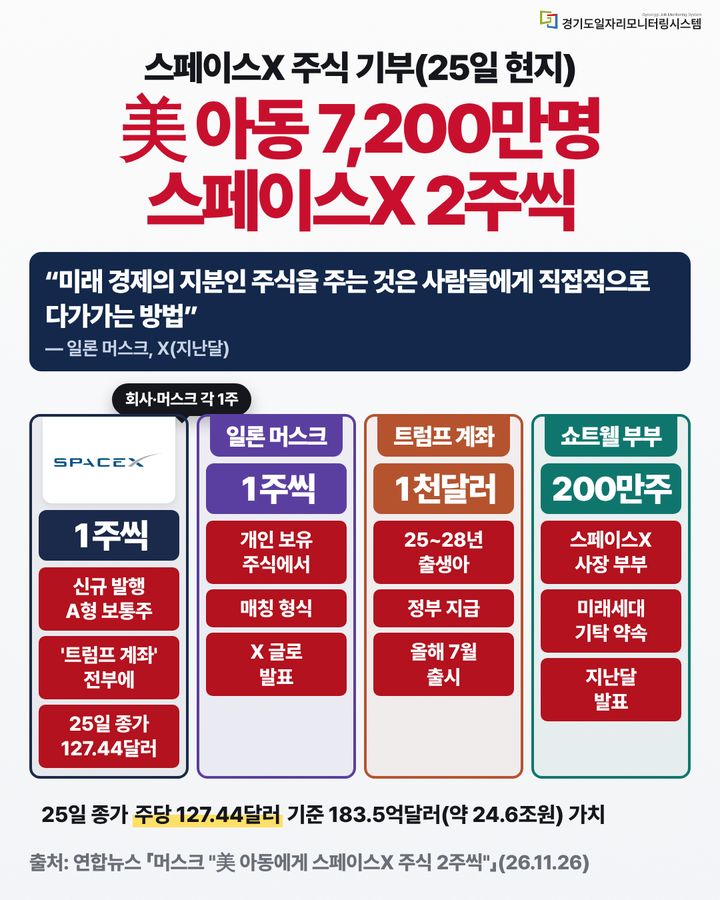 경기도일자리모니터링시스템
스페이스X 주식 기부(25일 현지)
美 아동 7,200만명
스페이스X 2주씩
“미래 경제의 지분인 주식을 주는 것은 사람들에게 직접적으로
다가가는 방법”
— 일론 머스크, X(지난달)
회사·머스크 각 1주
SPACEX
1주씩
신규 발행
A형 보통주
'트럼프 계좌'
전부에
25일 종가
127.44달러
일론 머스크
1주씩
개인 보유
주식에서
매칭 형식
X 글로
발표
트럼프 계좌
1천달러
25~28년
출생아
정부 지급
올해 7월
출시
쇼트웰 부부
200만주
스페이스X
사장 부부
미래세대
기탁 약속
지난달
발표
25일 종가 주당 127.44달러 기준 183.5억달러(약 24.6조원) 가치
출처: 연합뉴스 「머스크 "美 아동에게 스페이스X 주식 2주씩"」(26.11.26)